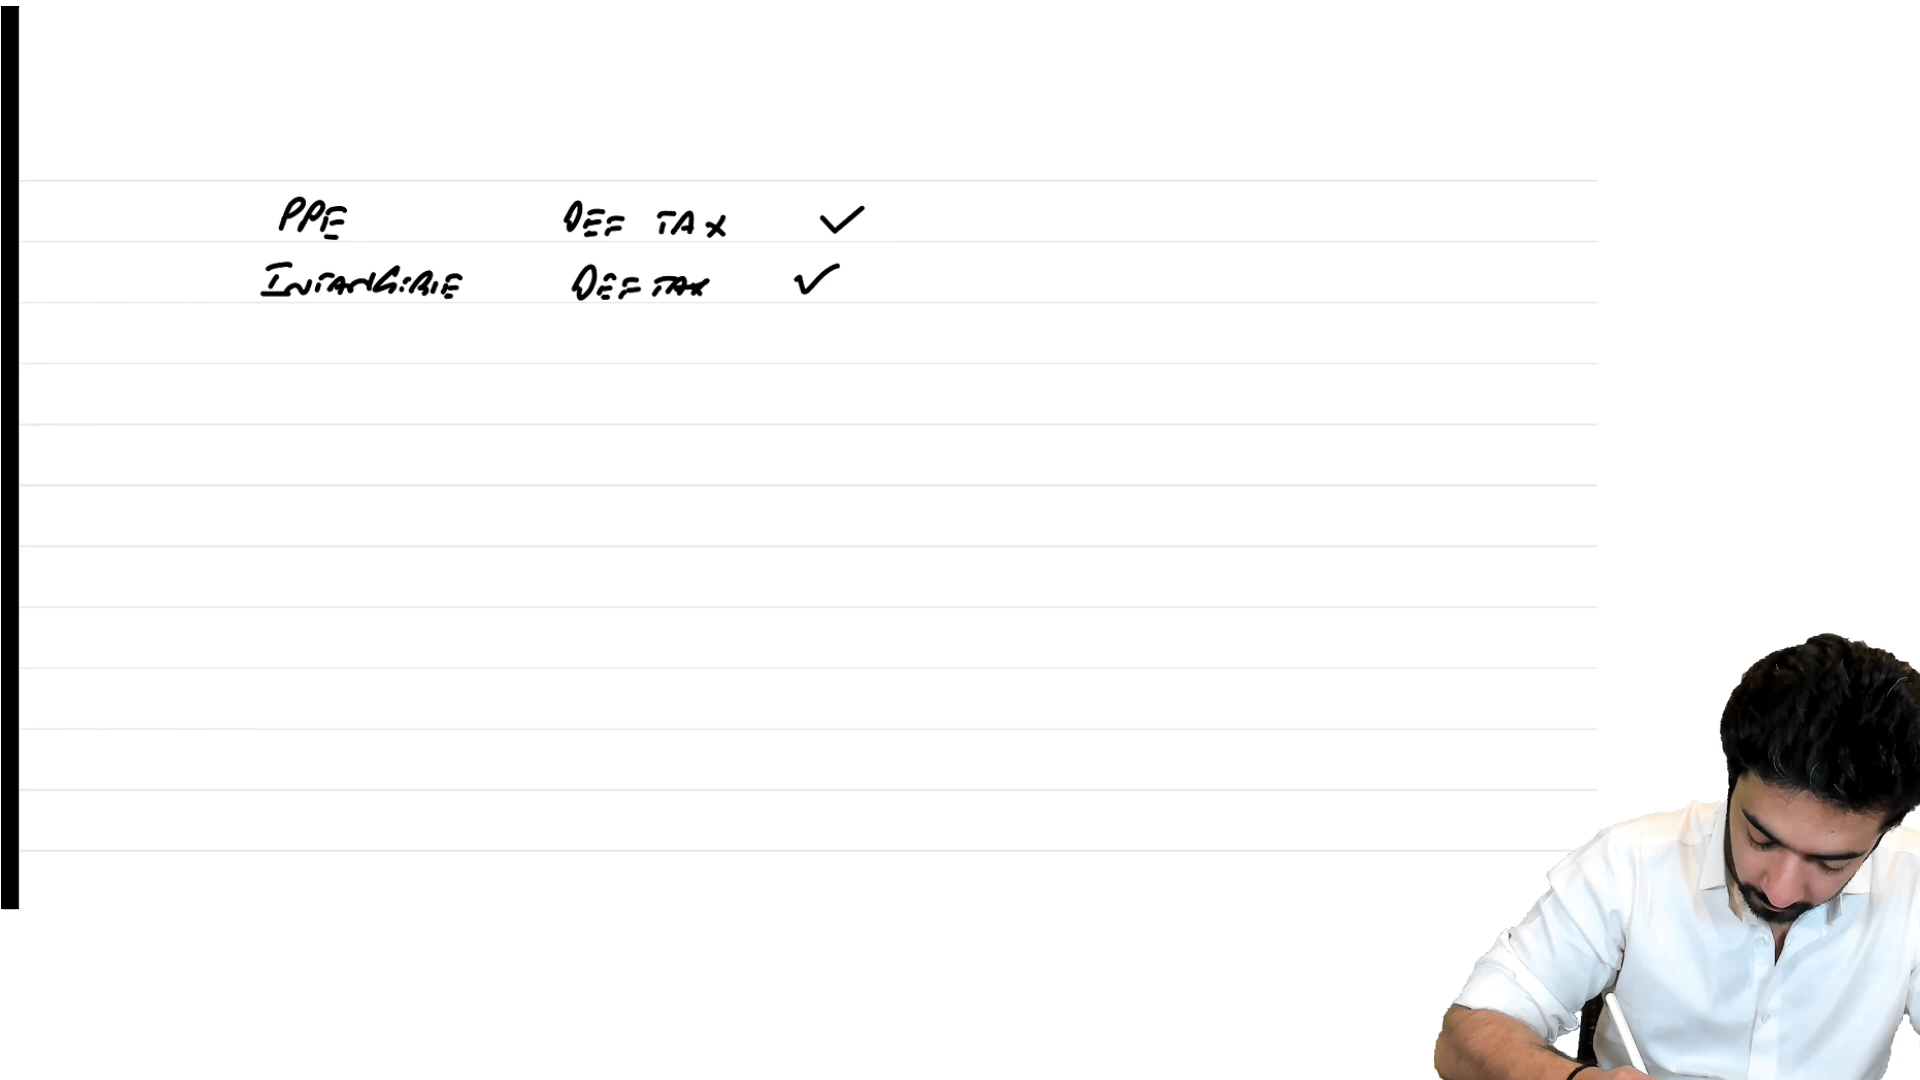 PPE DEF TAX ✓
INTANGIBLE DEF TAX ✓